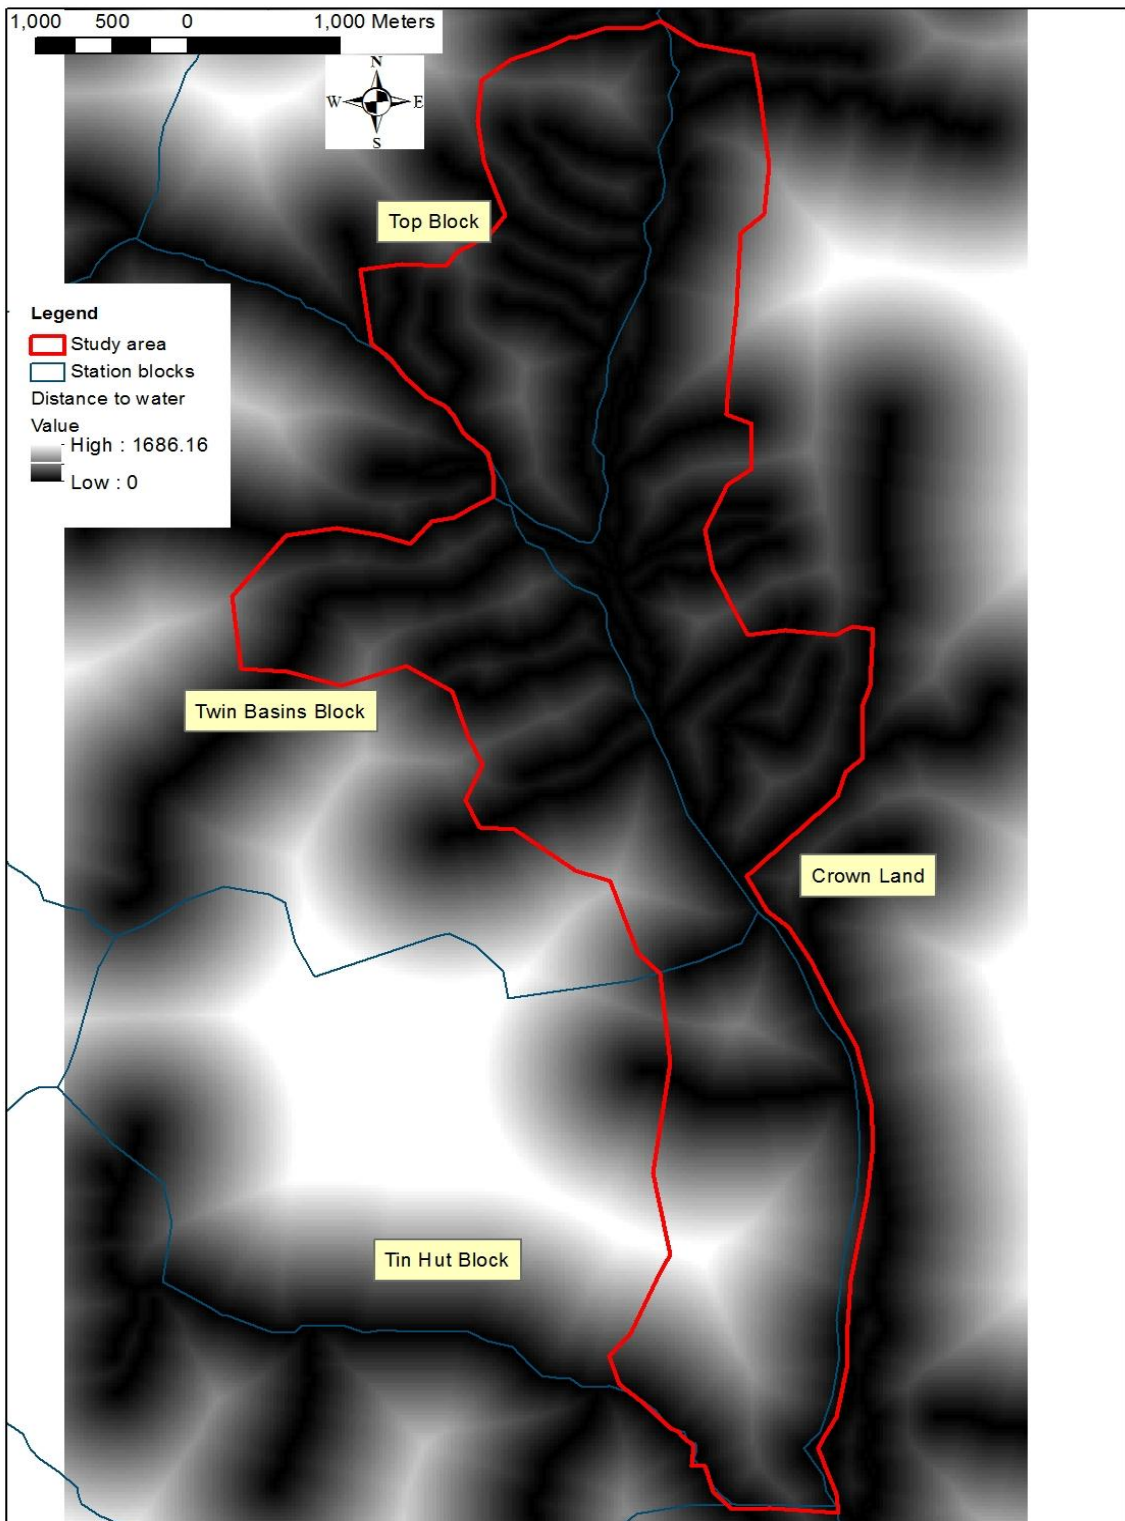 1,000 500 0 1,000 Meters
N
W E
S
Top Block
Legend
Study area
Station blocks
Distance to water
Value
High : 1686.16
Low : 0
Twin Basins Block
Crown Land
Tin Hut Block